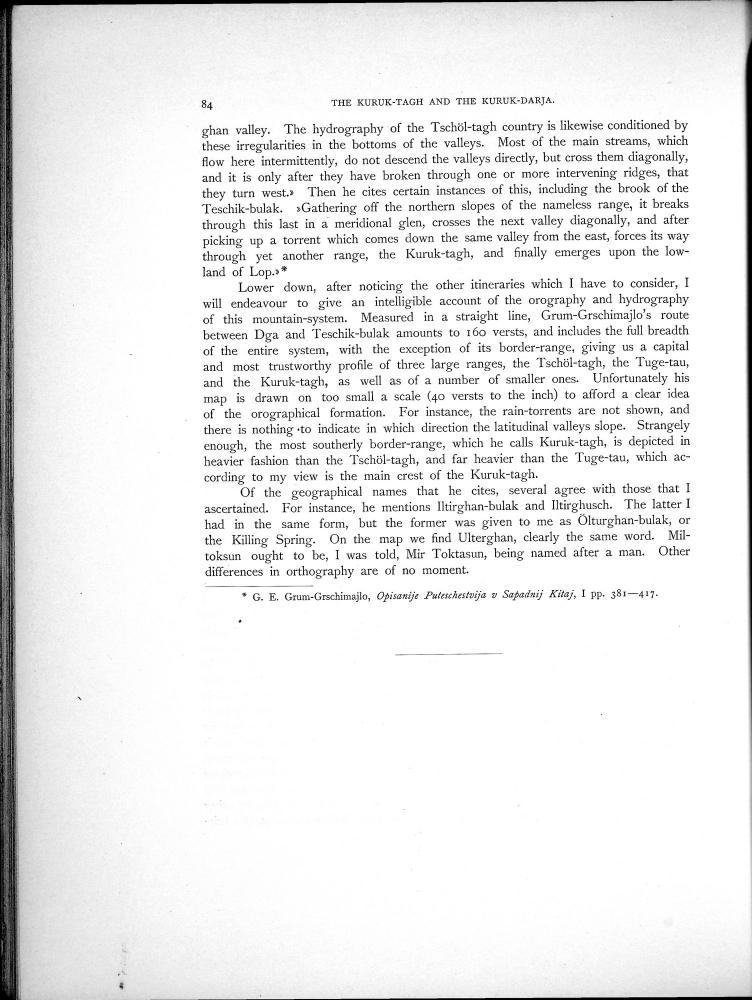 84
THE KURUK-TAGH AND THE KURUK-DARJA.
ghan valley. The hydrography of the Tschöl-tagh country is likewise conditioned by
these irregularities in the bottoms of the valleys. Most of the main streams, which
flow here intermittently, do not descend the valleys directly, but cross them diagonally,
and it is only after they have broken through one or more intervening ridges, that
they turn west.» Then he cites certain instances of this, including the brook of the
Teschik-bulak. »Gathering off the northern slopes of the nameless range, it breaks
through this last in a meridional glen, crosses the next valley diagonally, and after
picking up a torrent which comes down the same valley from the east, forces its way
through yet another range, the Kuruk-tagh, and finally emerges upon the low-
land of Lop.»*
Lower down, after noticing the other itineraries which I have to consider, I
will endeavour to give an intelligible account of the orography and hydrography
of this mountain-system. Measured in a straight line, Grum-Grschimajlo's route
between Dga and Teschik-bulak amounts to 160 versts, and includes the full breadth
of the entire system, with the exception of its border-range, giving us a capital
and most trustworthy profile of three large ranges, the Tschöl-tagh, the Tuge-tau,
and the Kuruk-tagh, as well as of a number of smaller ones. Unfortunately his
map is drawn on too small a scale (40 versts to the inch) to afford a clear idea
of the orographical formation. For instance, the rain-torrents are not shown, and
there is nothing to indicate in which direction the latitudinal valleys slope. Strangely
enough, the most southerly border-range, which he calls Kuruk-tagh, is depicted in
heavier fashion than the Tschöl-tagh, and far heavier than the Tuge-tau, which ac-
cording to my view is the main crest of the Kuruk-tagh.
Of the geographical names that he cites, several agree with those that I
ascertained. For instance, he mentions Iltirghan-bulak and Iltirghusch. The latter I
had in the same form, but the former was given to me as Ölturghan-bulak, or
the Killing Spring. On the map we find Ulterghan, clearly the same word. Mil-
toksun ought to be, I was told, Mir Toktasun, being named after a man. Other
differences in orthography are of no moment.
* G. E. Grum-Grschimajlo, Opisanije Puteschestvija v Sapadnij Kitaj, I pp. 381—417.